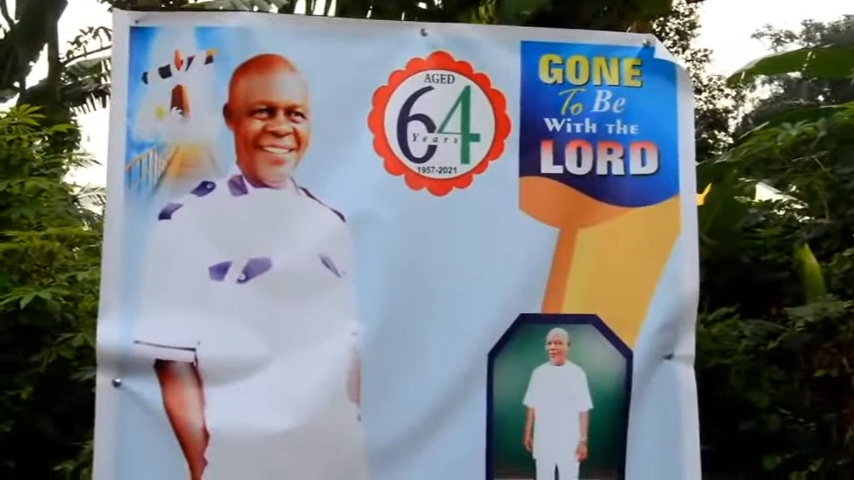 AGED
64
Years
1957-2021
GONE
To Be
WITH THE
LORD